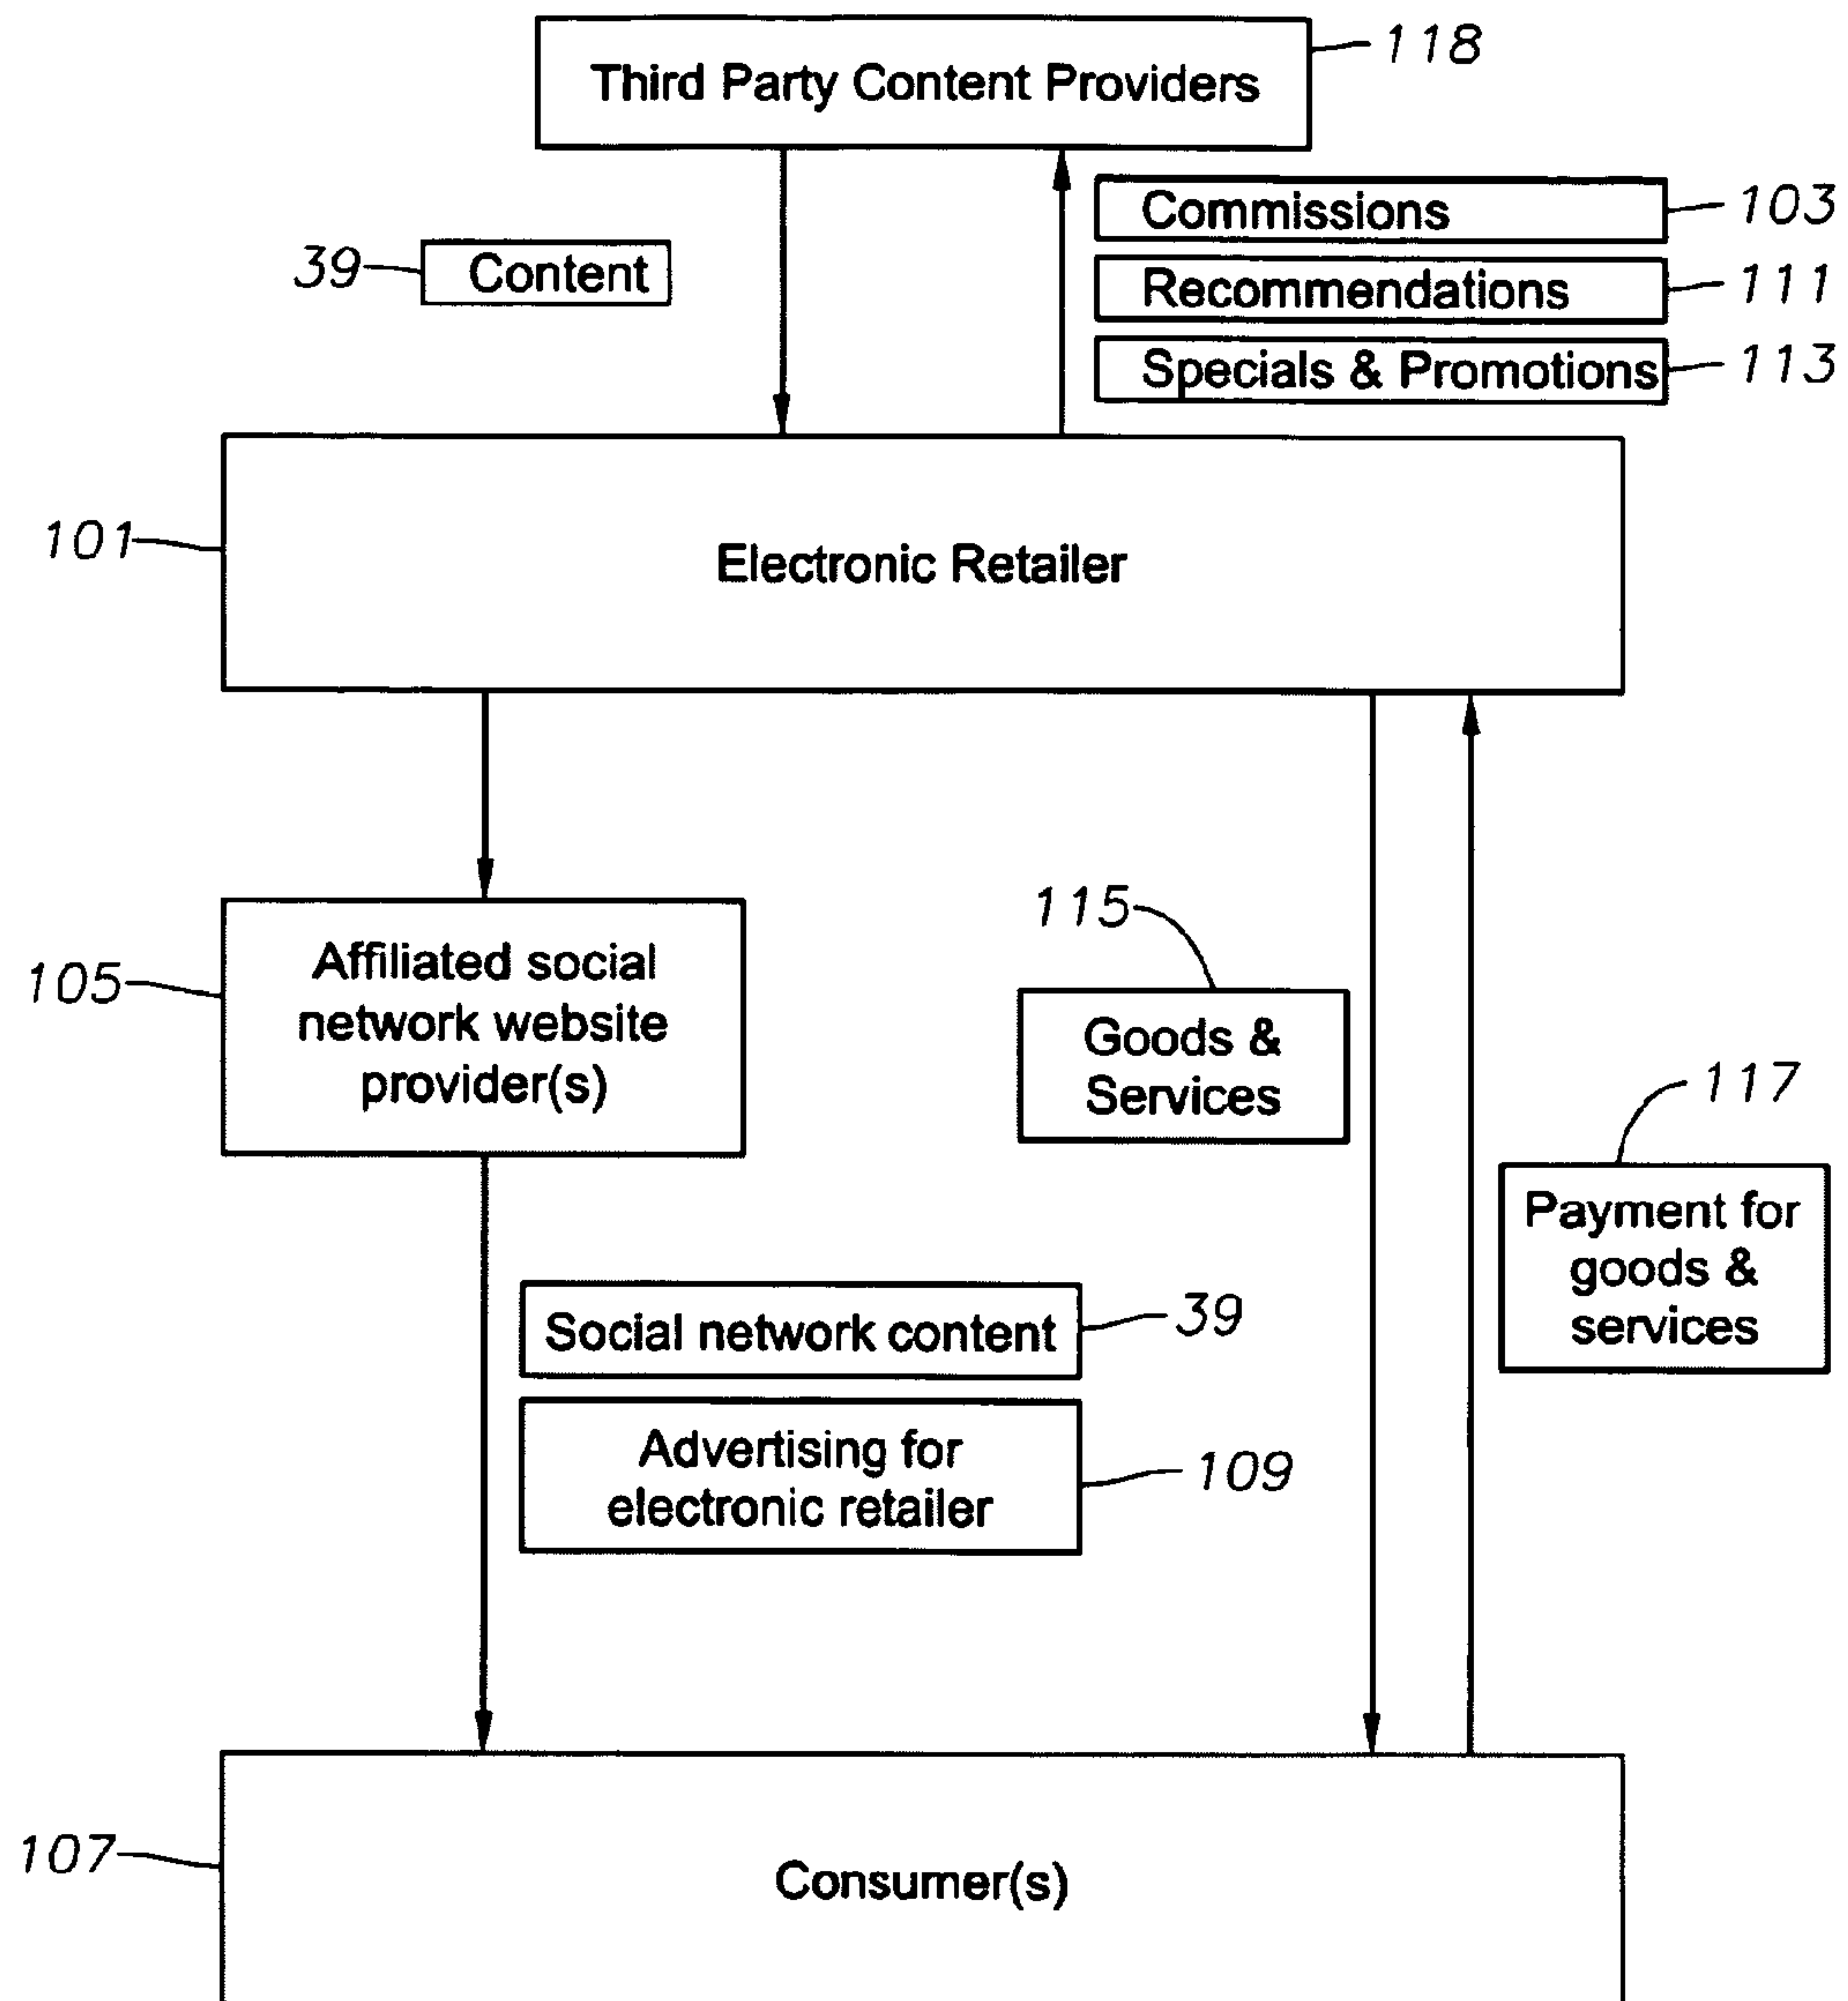 Third Party Content Providers
118
Commissions
103
39
Content
Recommendations
111
Specials & Promotions
113
101
Electronic Retailer
105
Affiliated social
network website
provider(s)
115
Goods &
Services
117
Payment for
goods &
services
Social network content
39
Advertising for
electronic retailer
109
107
Consumer(s)